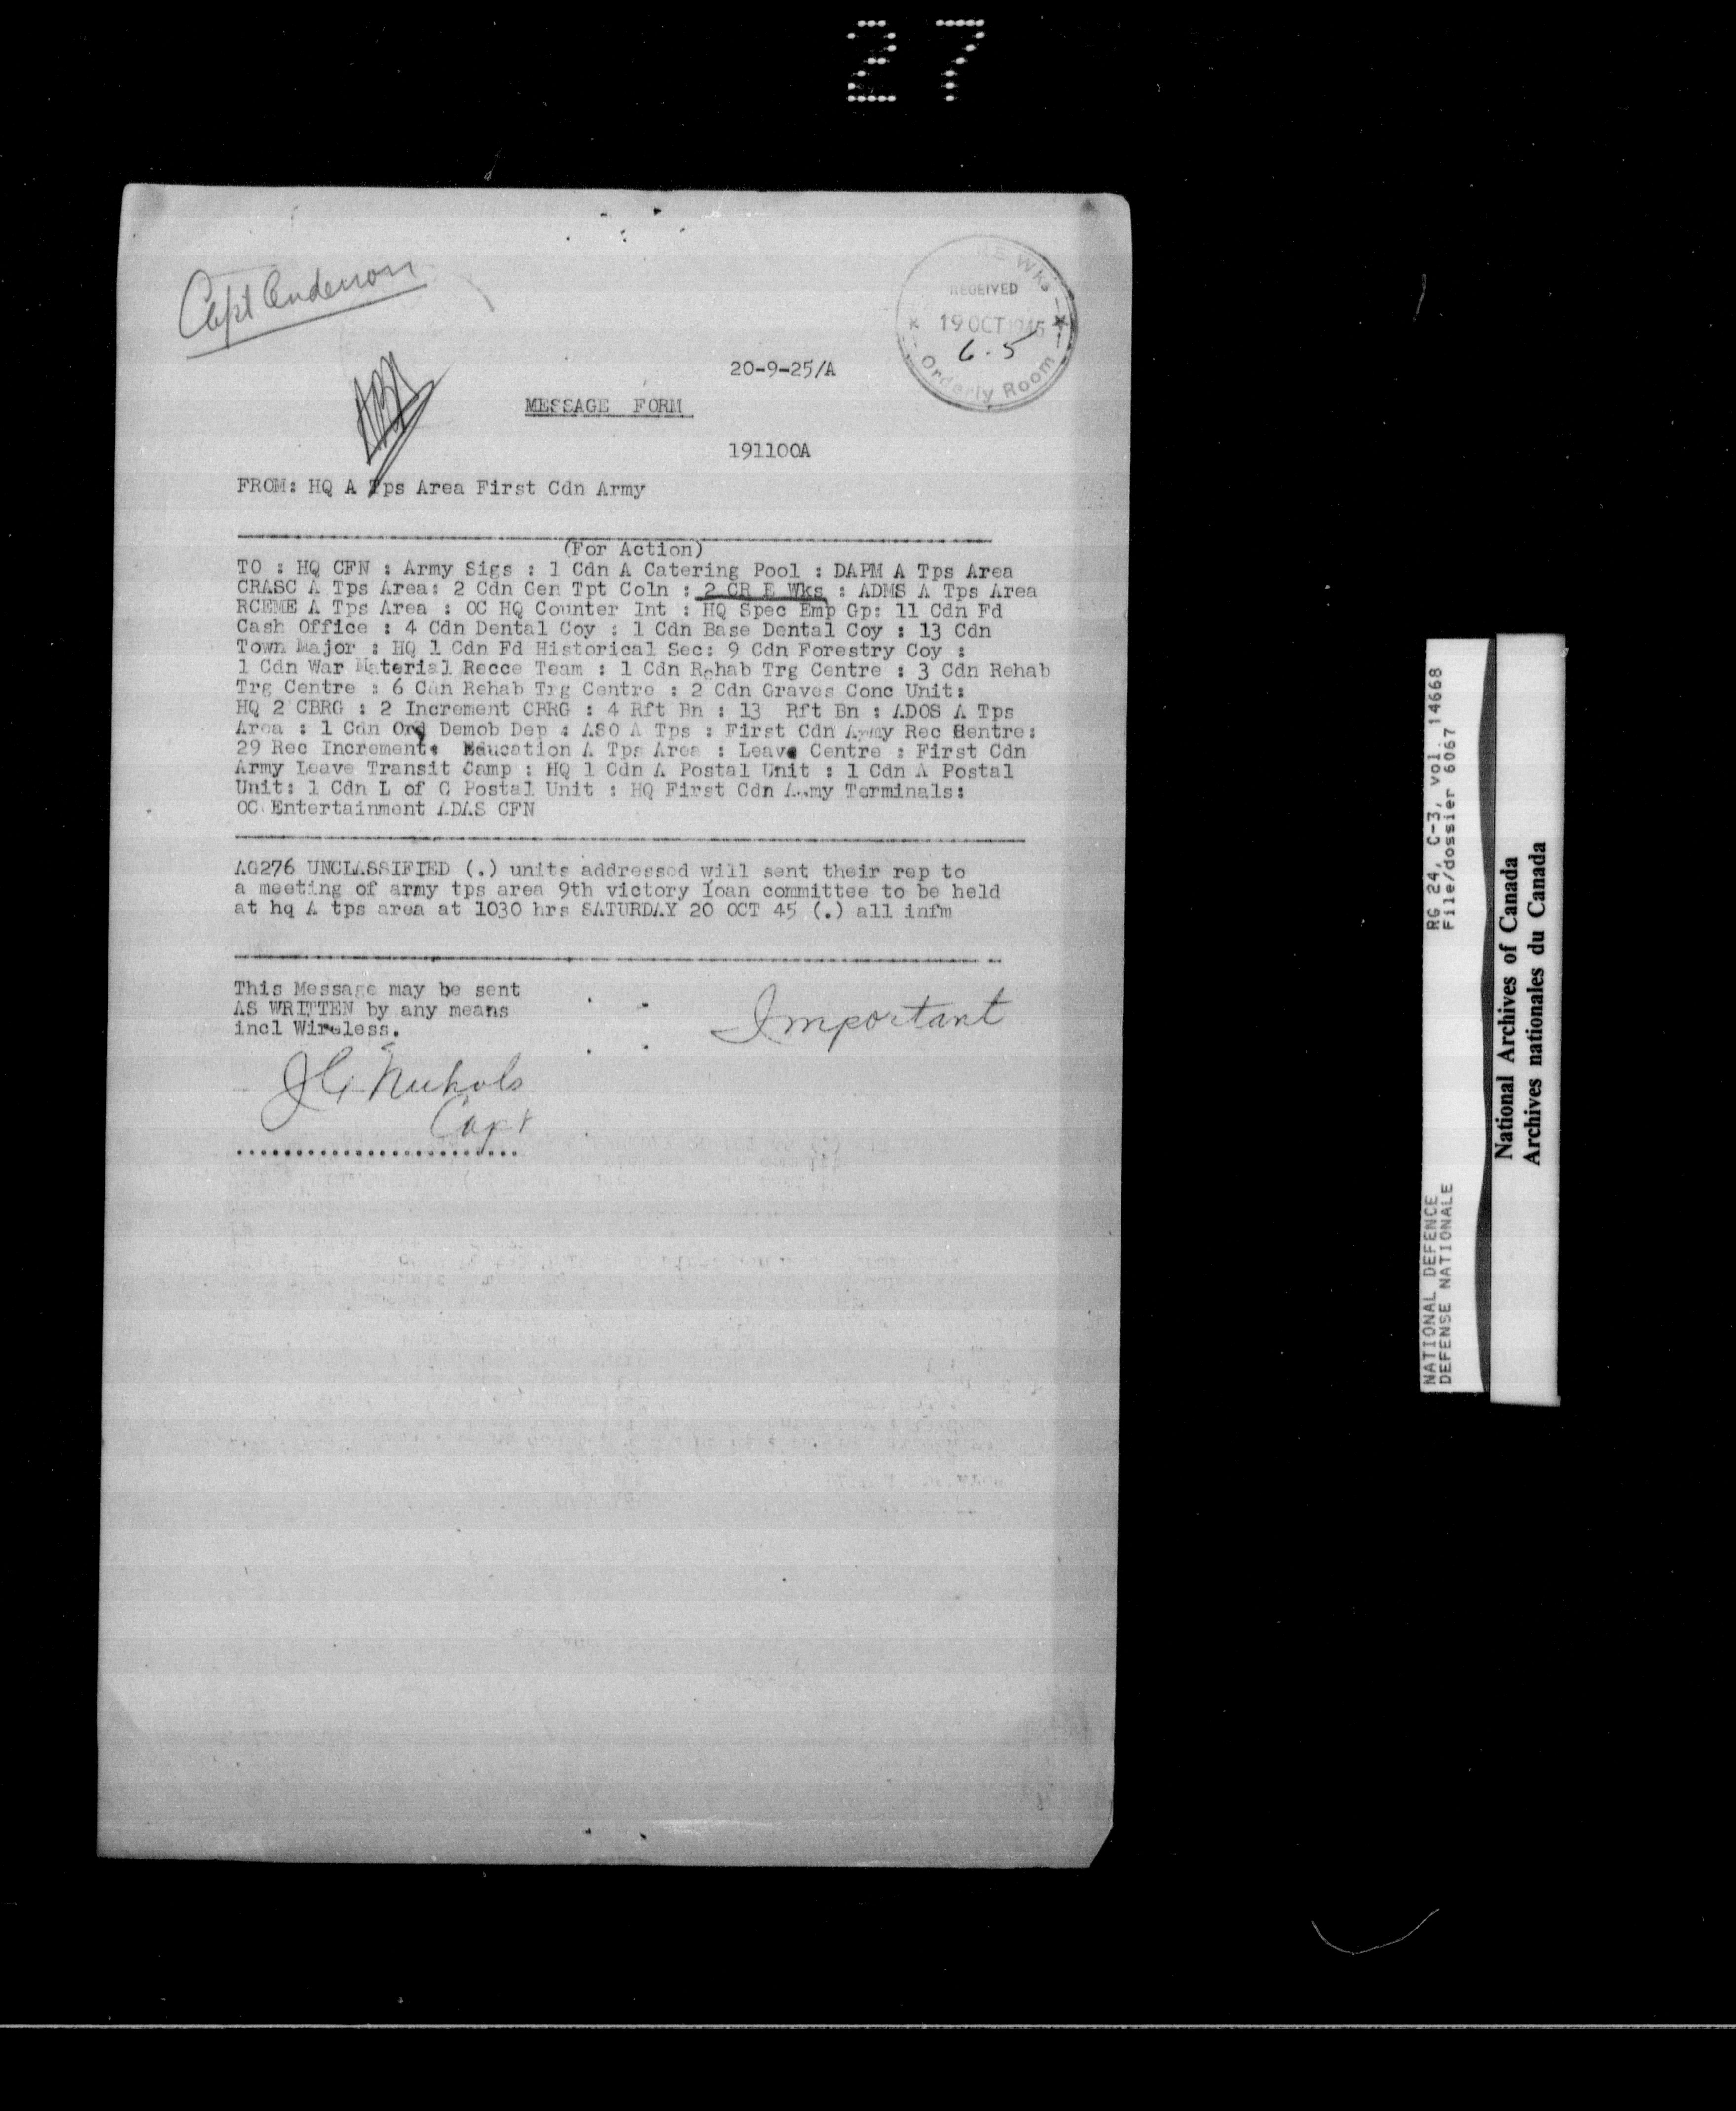 27
Capt Anderson
RE Wks
RECEIVED
19 OCT 1945
6.5
Orderly Room
20-9-25/A
MESSAGE FORM
191100A
FROM: HQ A Tps Area First Cdn Army
(For Action)
TO : HQ CFN : Army Sigs : 1 Cdn A Catering Pool : DAPM A Tps Area
CRASC A Tps Area: 2 Cdn Gen Tpt Coln : 2 CR E Wks : ADMS A Tps Area
RCEME A Tps Area : OC HQ Counter Int : HQ Spec Emp Gp: 11 Cdn Fd
Cash Office : 4 Cdn Dental Coy : 1 Cdn Base Dental Coy : 13 Cdn
Town Major : HQ 1 Cdn Fd Historical Sec: 9 Cdn Forestry Coy :
1 Cdn War Material Recce Team : 1 Cdn Rehab Trg Centre : 3 Cdn Rehab
Trg Centre : 6 Cdn Rehab Trg Centre : 2 Cdn Graves Conc Unit:
HQ 2 CBRG : 2 Increment CBRG : 4 Rft Bn : 13 Rft Bn : ADOS A Tps
Area : 1 Cdn Ord Demob Dep : ASO A Tps : First Cdn Army Rec Centre:
29 Rec Increment: Education A Tps Area : Leave Centre : First Cdn
Army Leave Transit Camp : HQ 1 Cdn A Postal Unit : 1 Cdn A Postal
Unit: 1 Cdn L of C Postal Unit : HQ First Cdn Army Terminals:
OC Entertainment ADAS CFN
AG276 UNCLASSIFIED (.) units addressed will sent their rep to
a meeting of army tps area 9th victory loan committee to be held
at hq A tps area at 1030 hrs SATURDAY 20 OCT 45 (.) all infm
This Message may be sent
AS WRITTEN by any means
incl Wireless.
Important
Nichols
Capt
NATIONAL DEFENCE RG 24, C-3, vol. 14668
DEFENSE NATIONALE File/dossier 6067
National Archives of Canada
Archives nationales du Canada